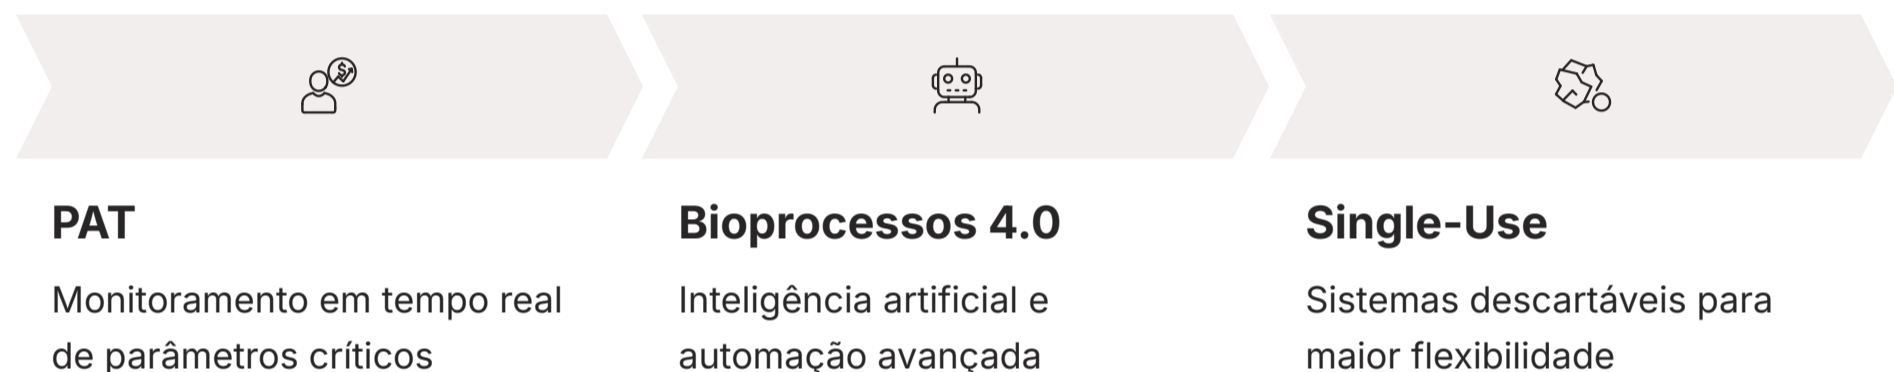 PAT
Monitoramento em tempo real
de parâmetros críticos
Bioprocessos 4.0
Inteligência artificial e
automação avançada
Single-Use
Sistemas descartáveis para
maior flexibilidade